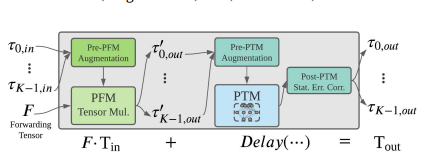 τ0,in
⋮
τK−1,in
F
Forwarding
Tensor
Pre-PFM
Augmentation
PFM
Tensor Mul.
τ′0,out
⋮
τ′K−1,out
Pre-PTM
Augmentation
PTM
Post-PTM
Stat. Err. Corr.
τ0,out
⋮
τK−1,out
F·Tin + Delay(⋯) = Tout